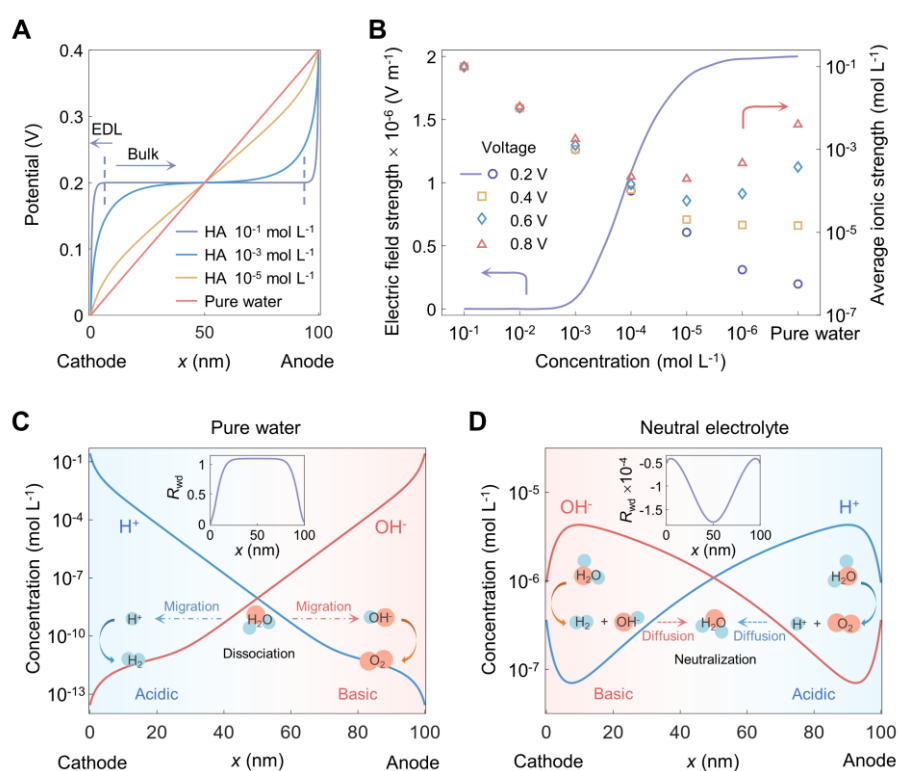 A
Potential (V)
0.4
0.3
0.2
0.1
0
EDL
Bulk
HA 10⁻¹ mol L⁻¹
HA 10⁻³ mol L⁻¹
HA 10⁻⁵ mol L⁻¹
Pure water
0 50 100
Cathode x (nm) Anode
B
Electric field strength × 10⁻⁶ (V m⁻¹)
2
1.5
1
0.5
0
Voltage
0.2 V
0.4 V
0.6 V
0.8 V
10⁻¹
10⁻³
10⁻⁵
10⁻⁷
Average ionic strength (mol L⁻¹)
10⁻¹ 10⁻² 10⁻³ 10⁻⁴ 10⁻⁵ 10⁻⁶ Pure water
Concentration (mol L⁻¹)
C
Pure water
Concentration (mol L⁻¹)
10⁻¹
10⁻⁴
10⁻⁷
10⁻¹⁰
10⁻¹³
R_wd
1
0.5
0
0 50 100
x (nm)
H⁺
OH⁻
Migration
Migration
H⁺
H₂O
OH⁻
Dissociation
H₂
O₂
Acidic
Basic
0 20 40 60 80 100
Cathode x (nm) Anode
D
Neutral electrolyte
Concentration (mol L⁻¹)
10⁻⁵
10⁻⁶
10⁻⁷
R_wd ×10⁻⁴
-0.5
-1
-1.5
0 50 100
x (nm)
OH⁻
H⁺
H₂O
H₂O
H₂ + OH⁻
Diffusion
H₂O
Diffusion
H⁺ + O₂
Neutralization
Basic
Acidic
0 20 40 60 80 100
Cathode x (nm) Anode